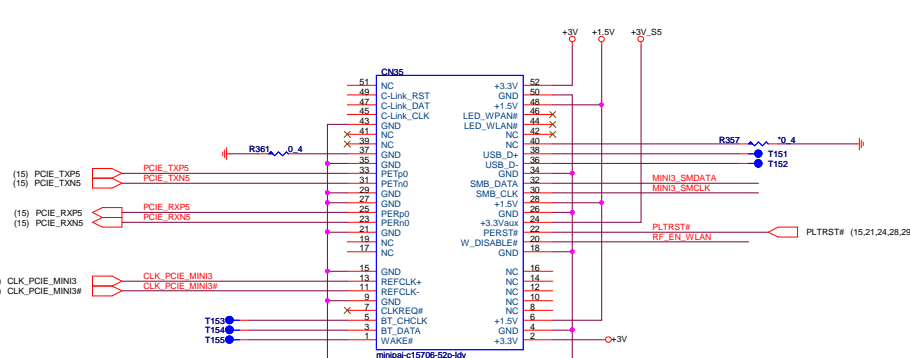 +3V +1.5V +3V_S5
CN35
51 NC +3.3V 52
49 C-Link_RST GND 50
47 C-Link_DAT +1.5V 48
45 C-Link_CLK LED_WPAN# 46
43 GND LED_WLAN# 44
41 NC NC 42
R361 0_4 39 NC NC 40 R357 *0_4
37 GND USB_D+ 38 T151
35 GND USB_D- 36 T152
(15) PCIE_TXP5 PCIE_TXP5 33 PETp0 GND 34
(15) PCIE_TXN5 PCIE_TXN5 31 PETn0 SMB_DATA 32 MINI3_SMDATA
29 GND SMB_CLK 30 MINI3_SMCLK
27 GND +1.5V 28
(15) PCIE_RXP5 PCIE_RXP5 25 PERp0 GND 26
(15) PCIE_RXN5 PCIE_RXN5 23 PERn0 +3.3Vaux 24
21 GND PERST# 22 PLTRST# PLTRST# (15,21,24,28,29
19 NC W_DISABLE# 20 RF_EN_WLAN
17 NC GND 18
15 GND NC 16
) CLK_PCIE_MINI3 CLK_PCIE_MINI3 13 REFCLK+ NC 14
) CLK_PCIE_MINI3# CLK_PCIE_MINI3# 11 REFCLK- NC 12
9 GND NC 10
7 CLKREQ# NC 8
T153 5 BT_CHCLK +1.5V 6
T154 3 BT_DATA GND 4
T155 1 WAKE# +3.3V 2 +3V
minipai-c15706-52p-ldv